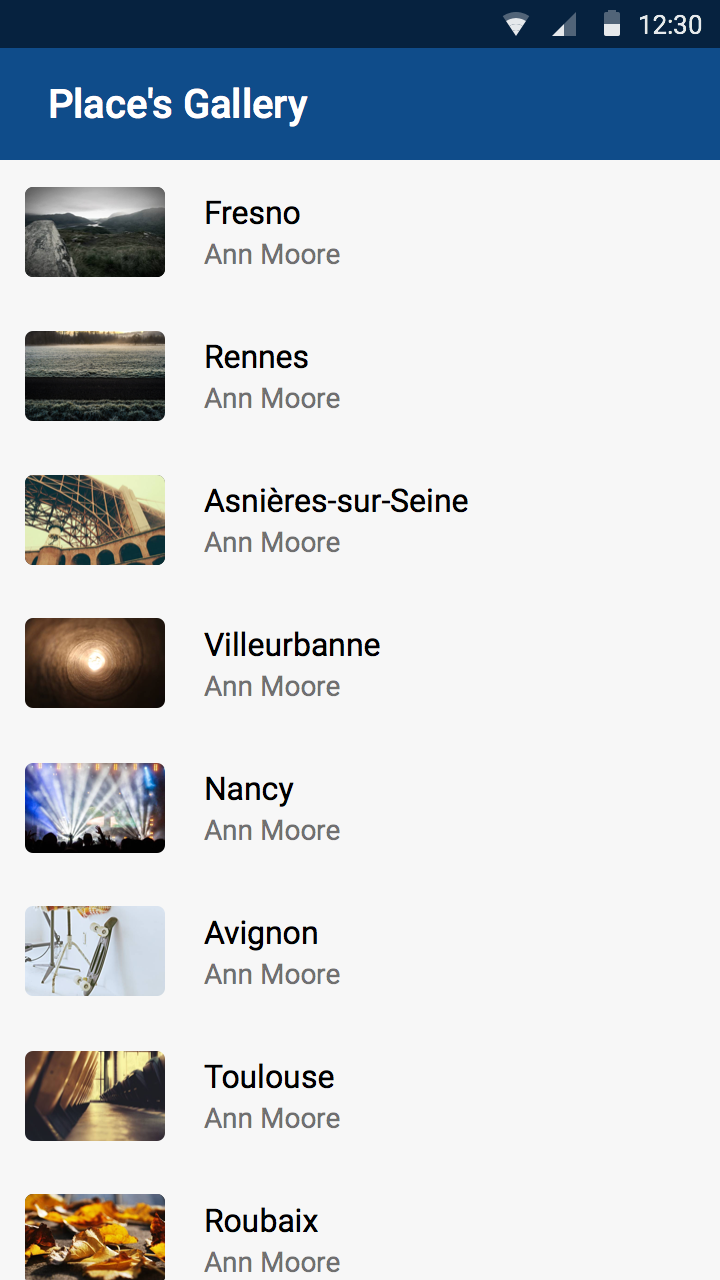 12:30
Place's Gallery
Fresno
Ann Moore
Rennes
Ann Moore
Asnières-sur-Seine
Ann Moore
Villeurbanne
Ann Moore
Nancy
Ann Moore
Avignon
Ann Moore
Toulouse
Ann Moore
Roubaix
Ann Moore